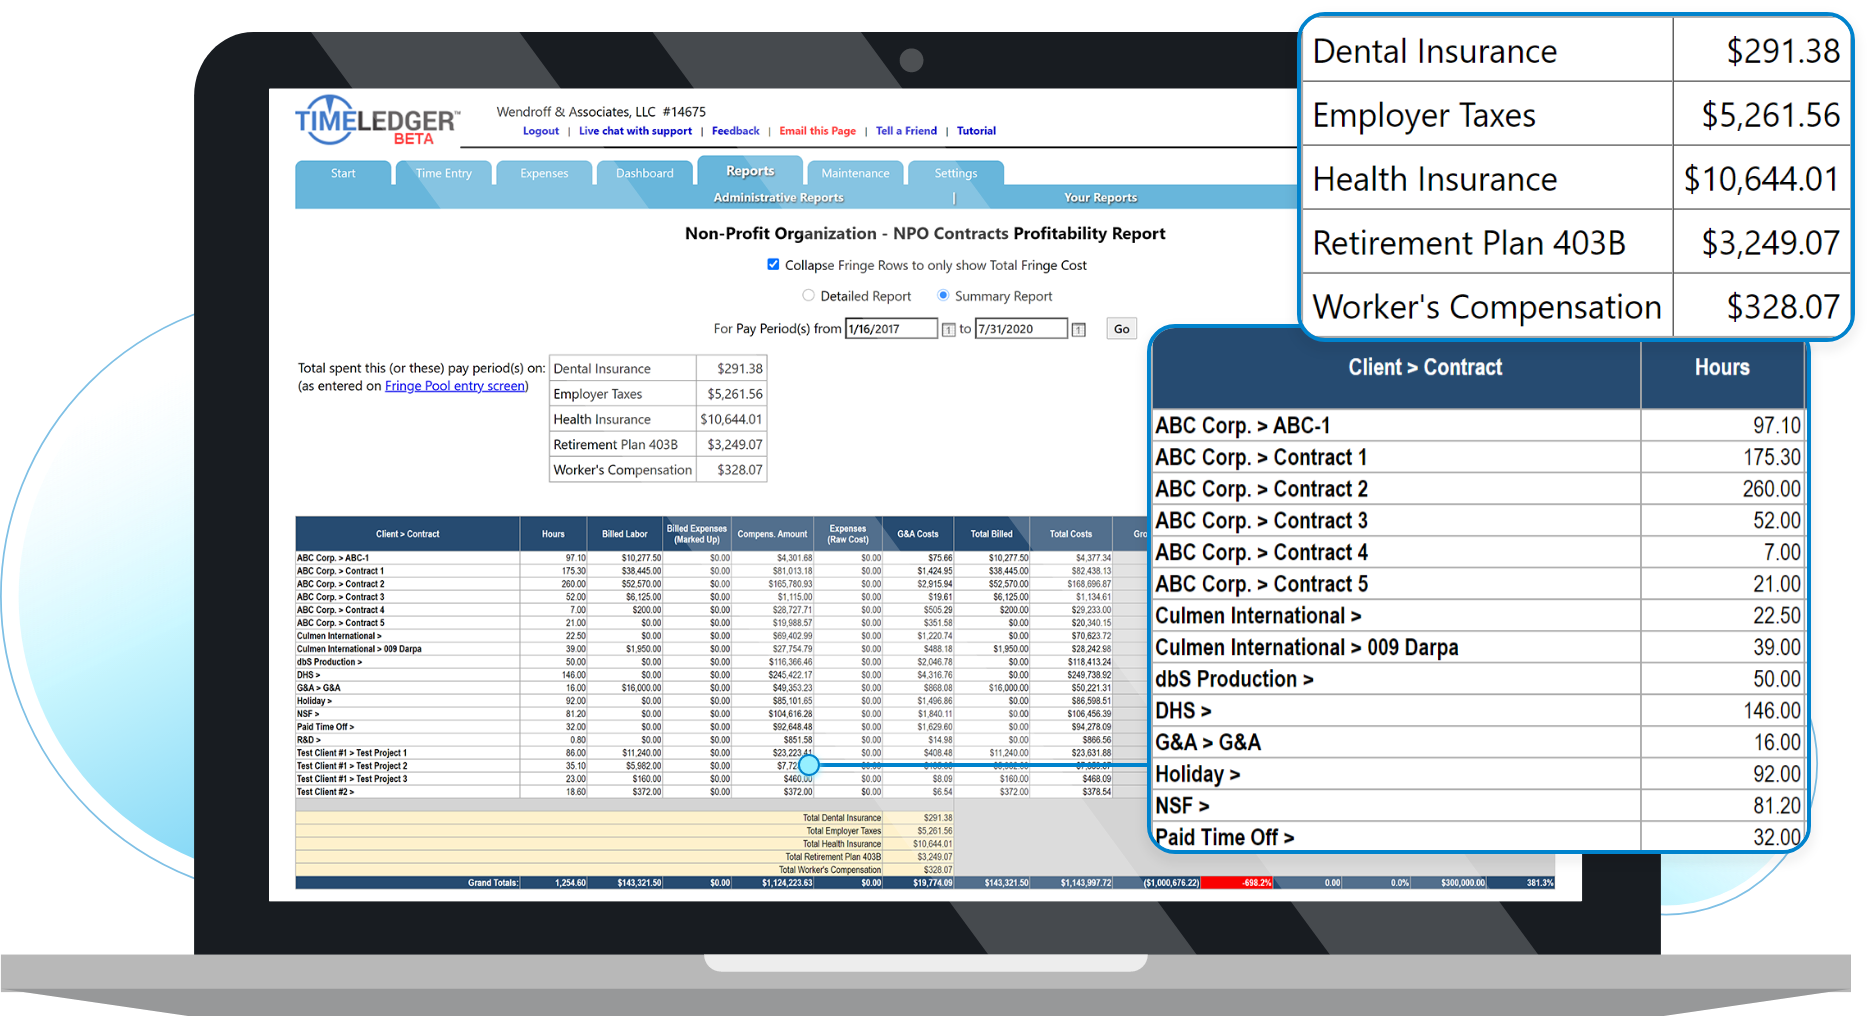 TIMELEDGER™
BETA
Wendroff & Associates, LLC #14675
Logout | Live chat with support | Feedback | Email this Page | Tell a Friend | Tutorial
Start Time Entry Expenses Dashboard Reports Maintenance Settings
Administrative Reports | Your Reports
Non-Profit Organization - NPO Contracts Profitability Report
Collapse Fringe Rows to only show Total Fringe Cost
Detailed Report Summary Report
For Pay Period(s) from 1/16/2017 1 to 7/31/2020 1 Go
Total spent this (or these) pay period(s) on:
(as entered on Fringe Pool entry screen)
Dental Insurance $291.38
Employer Taxes $5,261.56
Health Insurance $10,644.01
Retirement Plan 403B $3,249.07
Worker's Compensation $328.07
Client > Contract Hours Billed Labor Billed Expenses (Marked Up) Compens. Amount Expenses (Raw Cost) G&A Costs Total Billed Total Costs
ABC Corp. > ABC-1 97.10 $10,277.50 $0.00 $4,301.68 $0.00 $75.66 $10,277.50 $4,377.34
ABC Corp. > Contract 1 175.30 $38,445.00 $0.00 $81,013.18 $0.00 $1,424.95 $38,445.00 $82,438.13
ABC Corp. > Contract 2 260.00 $52,570.00 $0.00 $165,780.93 $0.00 $2,915.94 $52,570.00 $168,696.87
ABC Corp. > Contract 3 52.00 $6,125.00 $0.00 $1,115.00 $0.00 $19.61 $6,125.00 $1,134.61
ABC Corp. > Contract 4 7.00 $200.00 $0.00 $28,727.71 $0.00 $505.29 $200.00 $29,233.00
ABC Corp. > Contract 5 21.00 $0.00 $0.00 $19,988.57 $0.00 $351.58 $0.00 $20,340.15
Culmen International > 22.50 $0.00 $0.00 $69,402.99 $0.00 $1,220.74 $0.00 $70,623.72
Culmen International > 009 Darpa 39.00 $1,950.00 $0.00 $27,754.79 $0.00 $488.18 $1,950.00 $28,242.98
dbS Production > 50.00 $0.00 $0.00 $116,366.46 $0.00 $2,046.78 $0.00 $118,413.24
DHS > 146.00 $0.00 $0.00 $245,422.17 $0.00 $4,316.76 $0.00 $249,738.92
G&A > G&A 16.00 $16,000.00 $0.00 $49,353.23 $0.00 $868.08 $16,000.00 $50,221.31
Holiday > 92.00 $0.00 $0.00 $85,101.65 $0.00 $1,496.86 $0.00 $86,598.51
NSF > 81.20 $0.00 $0.00 $104,616.28 $0.00 $1,840.11 $0.00 $106,456.39
Paid Time Off > 32.00 $0.00 $0.00 $92,648.48 $0.00 $1,629.60 $0.00 $94,278.09
R&D > 0.80 $0.00 $0.00 $851.58 $0.00 $14.98 $0.00 $866.56
Test Client #1 > Test Project 1 86.00 $11,240.00 $0.00 $23,223.41 $0.00 $408.48 $11,240.00 $23,631.88
Test Client #1 > Test Project 2 35.10 $5,982.00 $0.00
Test Client #1 > Test Project 3 23.00 $160.00 $0.00 $460.00 $0.00 $8.09 $160.00 $468.09
Test Client #2 > 18.60 $372.00 $0.00 $372.00 $0.00 $6.54 $372.00 $378.54
Total Dental Insurance $291.38
Total Employer Taxes $5,261.56
Total Health Insurance $10,644.01
Total Retirement Plan 403B $3,249.07
Total Worker's Compensation $328.07
Grand Totals: 1,254.60 $143,321.50 $0.00 $1,124,223.63 $0.00 $19,774.09 $143,321.50 $1,143,997.72 ($1,000,676.22) -698.2% 0.00 0.0% $300,000.00 381.3%
Dental Insurance $291.38
Employer Taxes $5,261.56
Health Insurance $10,644.01
Retirement Plan 403B $3,249.07
Worker's Compensation $328.07
Client > Contract Hours
ABC Corp. > ABC-1 97.10
ABC Corp. > Contract 1 175.30
ABC Corp. > Contract 2 260.00
ABC Corp. > Contract 3 52.00
ABC Corp. > Contract 4 7.00
ABC Corp. > Contract 5 21.00
Culmen International > 22.50
Culmen International > 009 Darpa 39.00
dbS Production > 50.00
DHS > 146.00
G&A > G&A 16.00
Holiday > 92.00
NSF > 81.20
Paid Time Off > 32.00